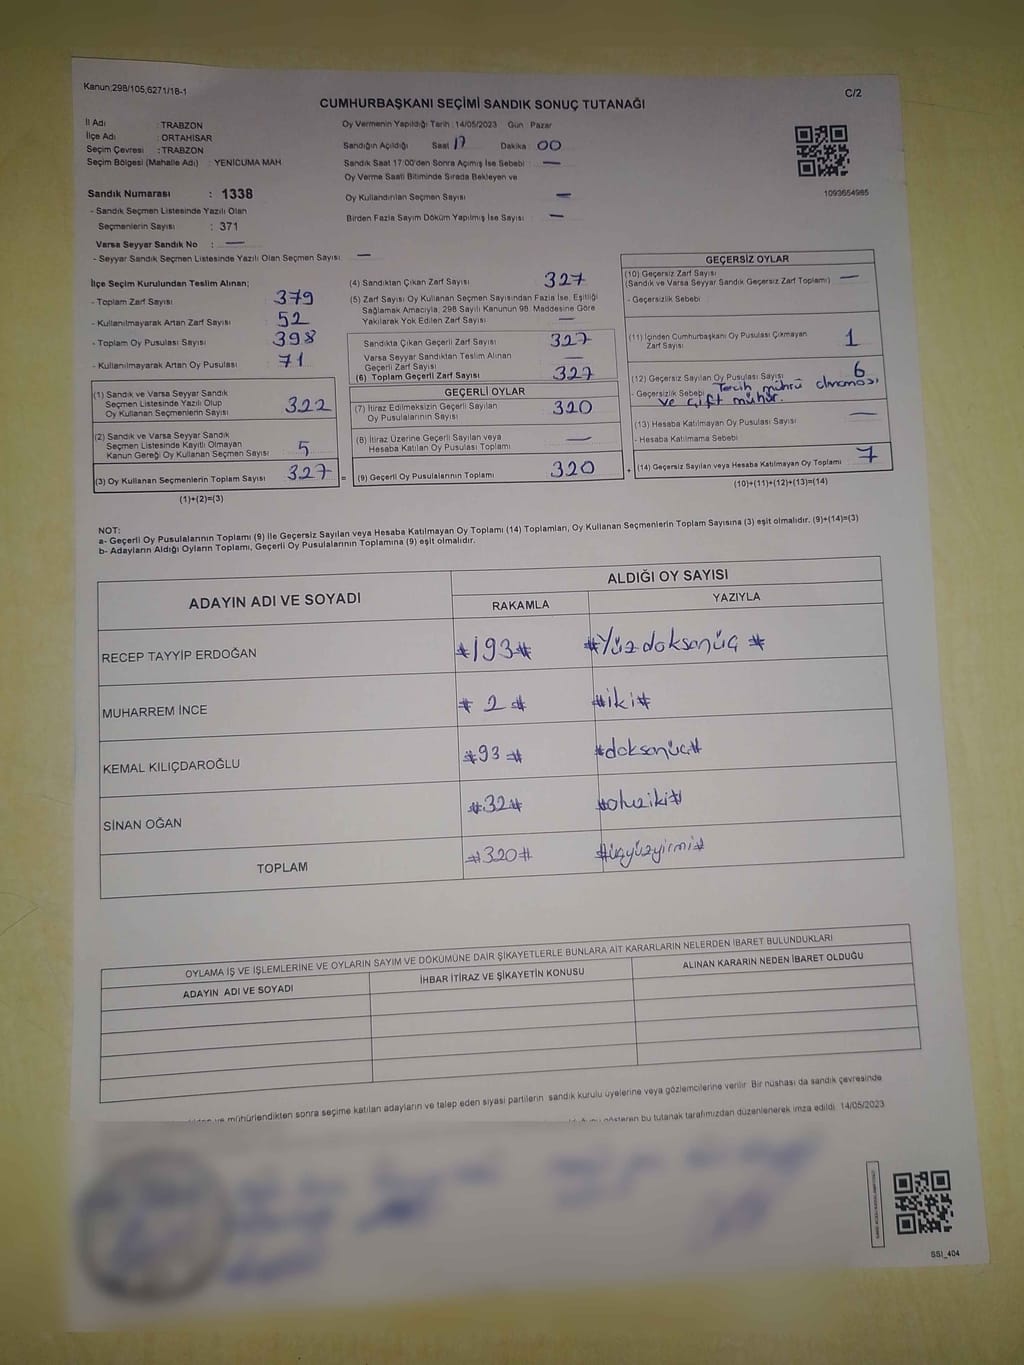 Kanun:298/105,6271/18-1
C/2
CUMHURBAŞKANI SEÇİMİ SANDIK SONUÇ TUTANAĞI
İl Adı : TRABZON
İlçe Adı : ORTAHİSAR
Seçim Çevresi : TRABZON
Seçim Bölgesi (Mahalle Adı) : YENİCUMA MAH
Sandık Numarası : 1338
- Sandık Seçmen Listesinde Yazılı Olan
Seçmenlerin Sayısı : 371
Varsa Seyyar Sandık No : —
- Seyyar Sandık Seçmen Listesinde Yazılı Olan Seçmen Sayısı: —
Oy Vermenin Yapıldığı Tarih : 14/05/2023 Gün : Pazar
Sandığın Açıldığı Saat 17 Dakika : 00
Sandık Saat 17:00'den Sonra Açımış İse Sebebi : —
Oy Verme Saati Bitiminde Sırada Bekleyen ve
Oy Kullandırılan Seçmen Sayısı : —
Birden Fazla Sayım Döküm Yapılmış İse Sayısı : —
1093654985
İlçe Seçim Kurulundan Teslim Alınan;
- Toplam Zarf Sayısı 379
- Kullanılmayarak Artan Zarf Sayısı 52
- Toplam Oy Pusulası Sayısı 398
- Kullanılmayarak Artan Oy Pusulası 71
(1) Sandık ve Varsa Seyyar Sandık
Seçmen Listesinde Yazılı Olup
Oy Kullanan Seçmenlerin Sayısı 322
(2) Sandık ve Varsa Seyyar Sandık
Seçmen Listesinde Kayıtlı Olmayan
Kanun Gereği Oy Kullanan Seçmen Sayısı 5
(3) Oy Kullanan Seçmenlerin Toplam Sayısı 327 =
(1)+(2)=(3)
(4) Sandıktan Çıkan Zarf Sayısı 327
(5) Zarf Sayısı Oy Kullanan Seçmen Sayısından Fazla İse, Eşitliği
Sağlamak Amacıyla, 298 Sayılı Kanunun 98. Maddesine Göre
Yakılarak Yok Edilen Zarf Sayısı —
Sandıkta Çıkan Geçerli Zarf Sayısı 327
Varsa Seyyar Sandıktan Teslim Alınan
Geçerli Zarf Sayısı —
(6) Toplam Geçerli Zarf Sayısı 327
GEÇERLİ OYLAR
(7) İtiraz Edilmeksizin Geçerli Sayılan
Oy Pusulasının Sayısı 320
(8) İtiraz Üzerine Geçerli Sayılan veya
Hesaba Katılan Oy Pusulası Toplamı —
(9) Geçerli Oy Pusulalarının Toplamı 320 +
GEÇERSİZ OYLAR
(10) Geçersiz Zarf Sayısı
(Sandık ve Varsa Seyyar Sandık Geçersiz Zarf Toplamı) —
- Geçersizlik Sebebi
(11) İçinden Cumhurbaşkanı Oy Pusulası Çıkmayan
Zarf Sayısı 1
(12) Geçersiz Sayılan Oy Pusulası Sayısı 6
- Geçersizlik Sebebi Tercih mührü olmaması
ve çift mühür.
(13) Hesaba Katılmayan Oy Pusulası Sayısı —
- Hesaba Katılmama Sebebi
(14) Geçersiz Sayılan veya Hesaba Katılmayan Oy Toplamı 7
(10)+(11)+(12)+(13)=(14)
NOT:
a- Geçerli Oy Pusulalarının Toplamı (9) ile Geçersiz Sayılan veya Hesaba Katılmayan Oy Toplamı (14) Toplamları, Oy Kullanan Seçmenlerin Toplam Sayısına (3) eşit olmalıdır. (9)+(14)=(3)
b- Adayların Aldığı Oyların Toplamı, Geçerli Oy Pusulalarının Toplamına (9) eşit olmalıdır.
ADAYIN ADI VE SOYADI
ALDIĞI OY SAYISI
RAKAMLA YAZIYLA
RECEP TAYYİP ERDOĞAN #193# #Yüzdoksanüç#
MUHARREM İNCE #2# #iki#
KEMAL KILIÇDAROĞLU #93# #doksanüç#
SİNAN OĞAN #32# #otuziki#
TOPLAM #320# #üçyüzyirmi#
OYLAMA İŞ VE İŞLEMLERİNE VE OYLARIN SAYIM VE DÖKÜMÜNE DAİR ŞİKAYETLERLE BUNLARA AİT KARARLARIN NELERDEN İBARET BULUNDUKLARI
ADAYIN ADI VE SOYADI İHBAR İTİRAZ VE ŞİKAYETİN KONUSU ALINAN KARARIN NEDEN İBARET OLDUĞU
mühürlendikten sonra seçime katılan adayların ve talep eden siyasi partilerin sandık kurulu üyelerine veya gözlemcilerine verilir. Bir nüshası da sandık çevresinde
gösteren bu tutanak tarafımızdan düzenlenerek imza edildi. 14/05/2023
SSI_404